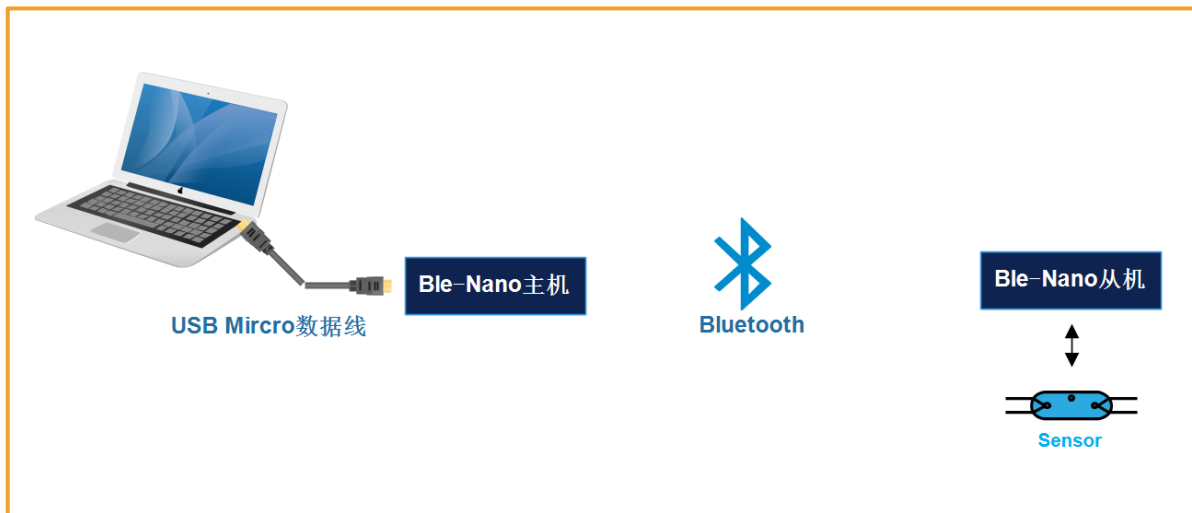 Ble-Nano主机
USB Mircro数据线
Bluetooth
Ble-Nano从机
Sensor